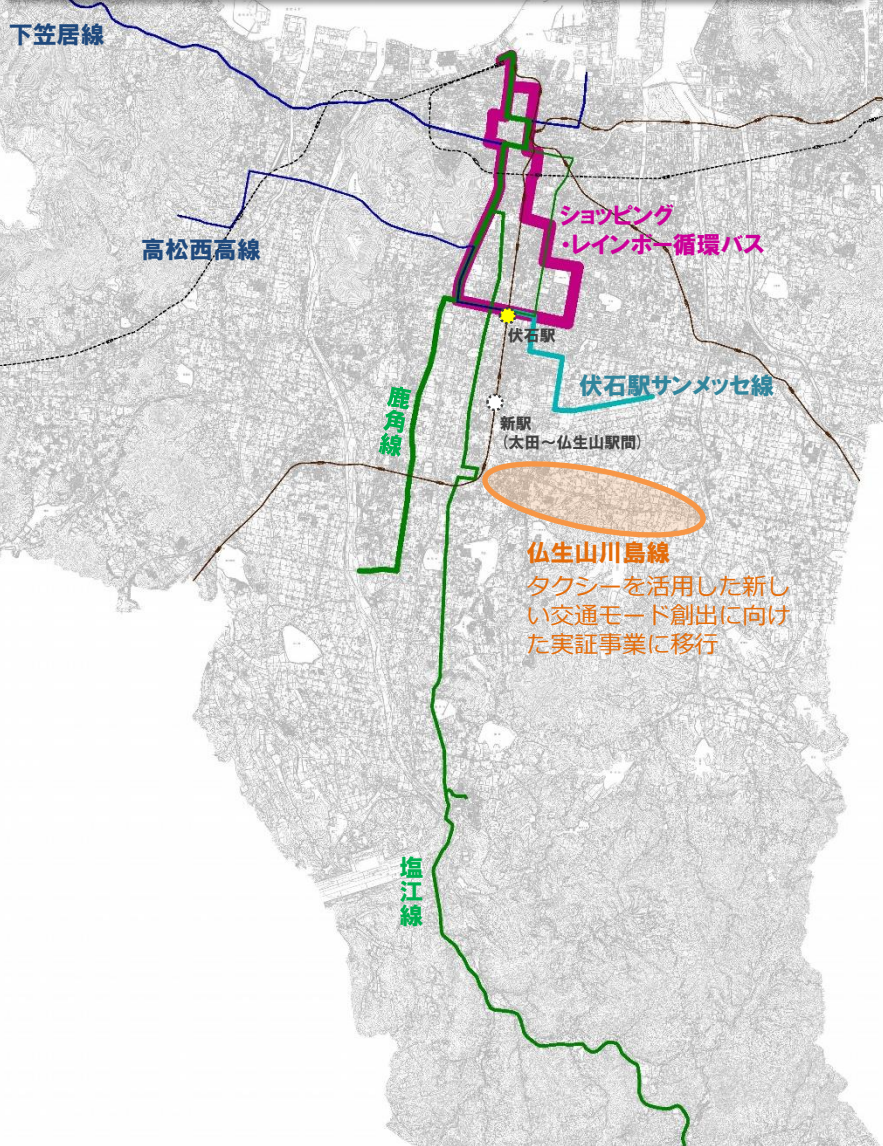 下笠居線
高松西高線
ショッピング
・レインボー循環バス
伏石駅
伏石駅サンメッセ線
鹿角線
新駅
(太田～仏生山駅間)
仏生山川島線
タクシーを活用した新し
い交通モード創出に向け
た実証事業に移行
塩江線